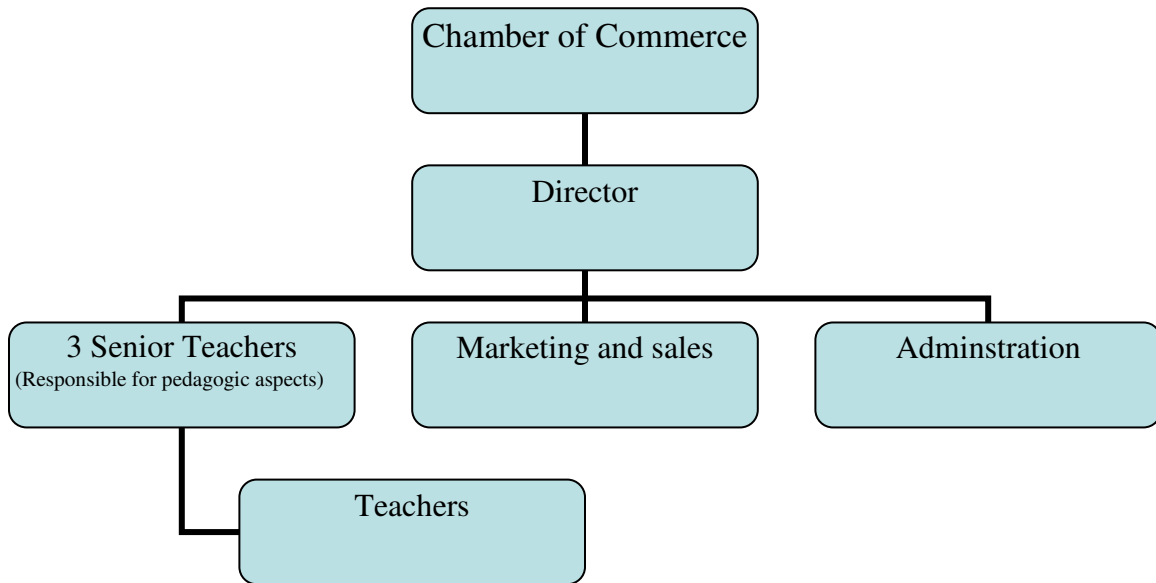 Chamber of Commerce
Director
3 Senior Teachers
(Responsible for pedagogic aspects)
Marketing and sales
Adminstration
Teachers